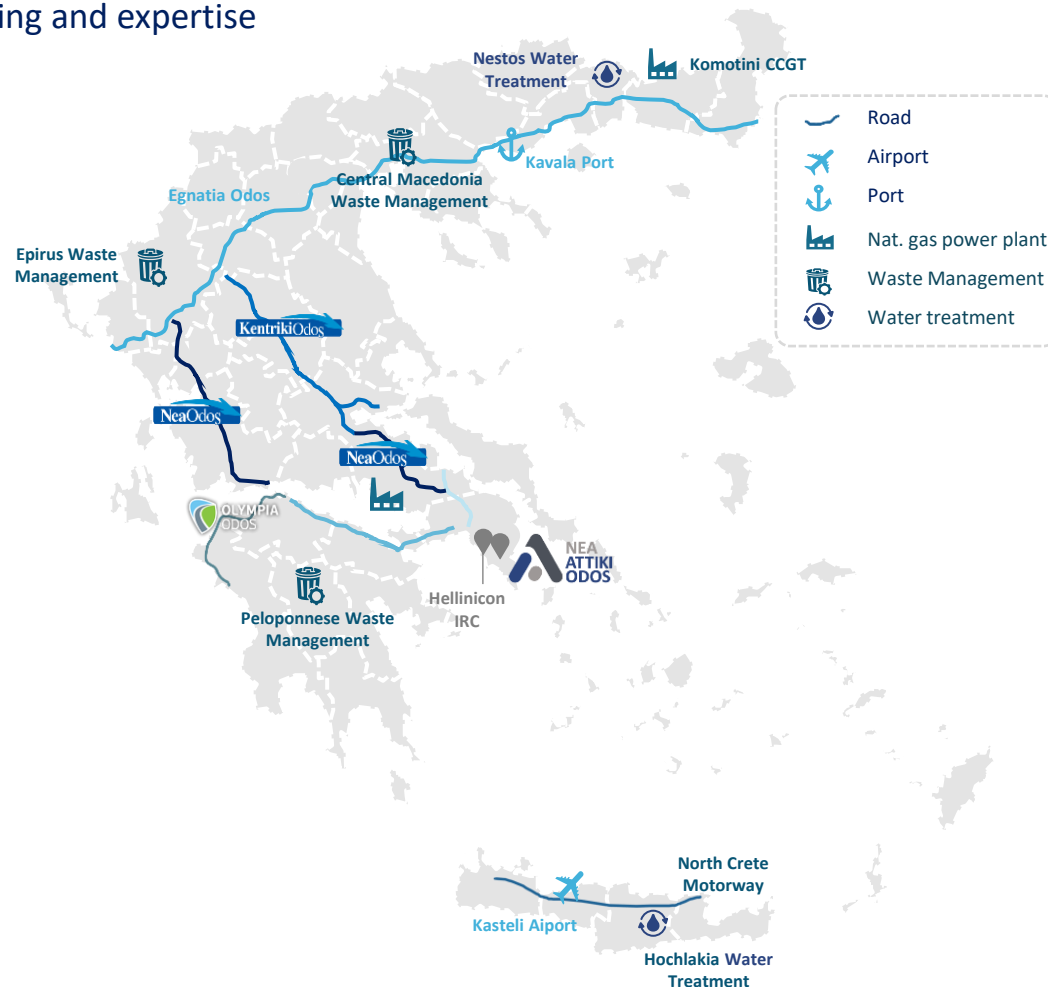 ing and expertise
Nestos Water
Treatment
Komotini CCGT
Road
Airport
Port
Nat. gas power plant
Waste Management
Water treatment
Kavala Port
Central Macedonia
Waste Management
Egnatia Odos
Epirus Waste
Management
KentrikiOdos
NeaOdos
NeaOdos
OLYMPIA
ODOS
NEA
ATTIKI
ODOS
Hellinicon
IRC
Peloponnese Waste
Management
North Crete
Motorway
Kasteli Aiport
Hochlakia Water
Treatment